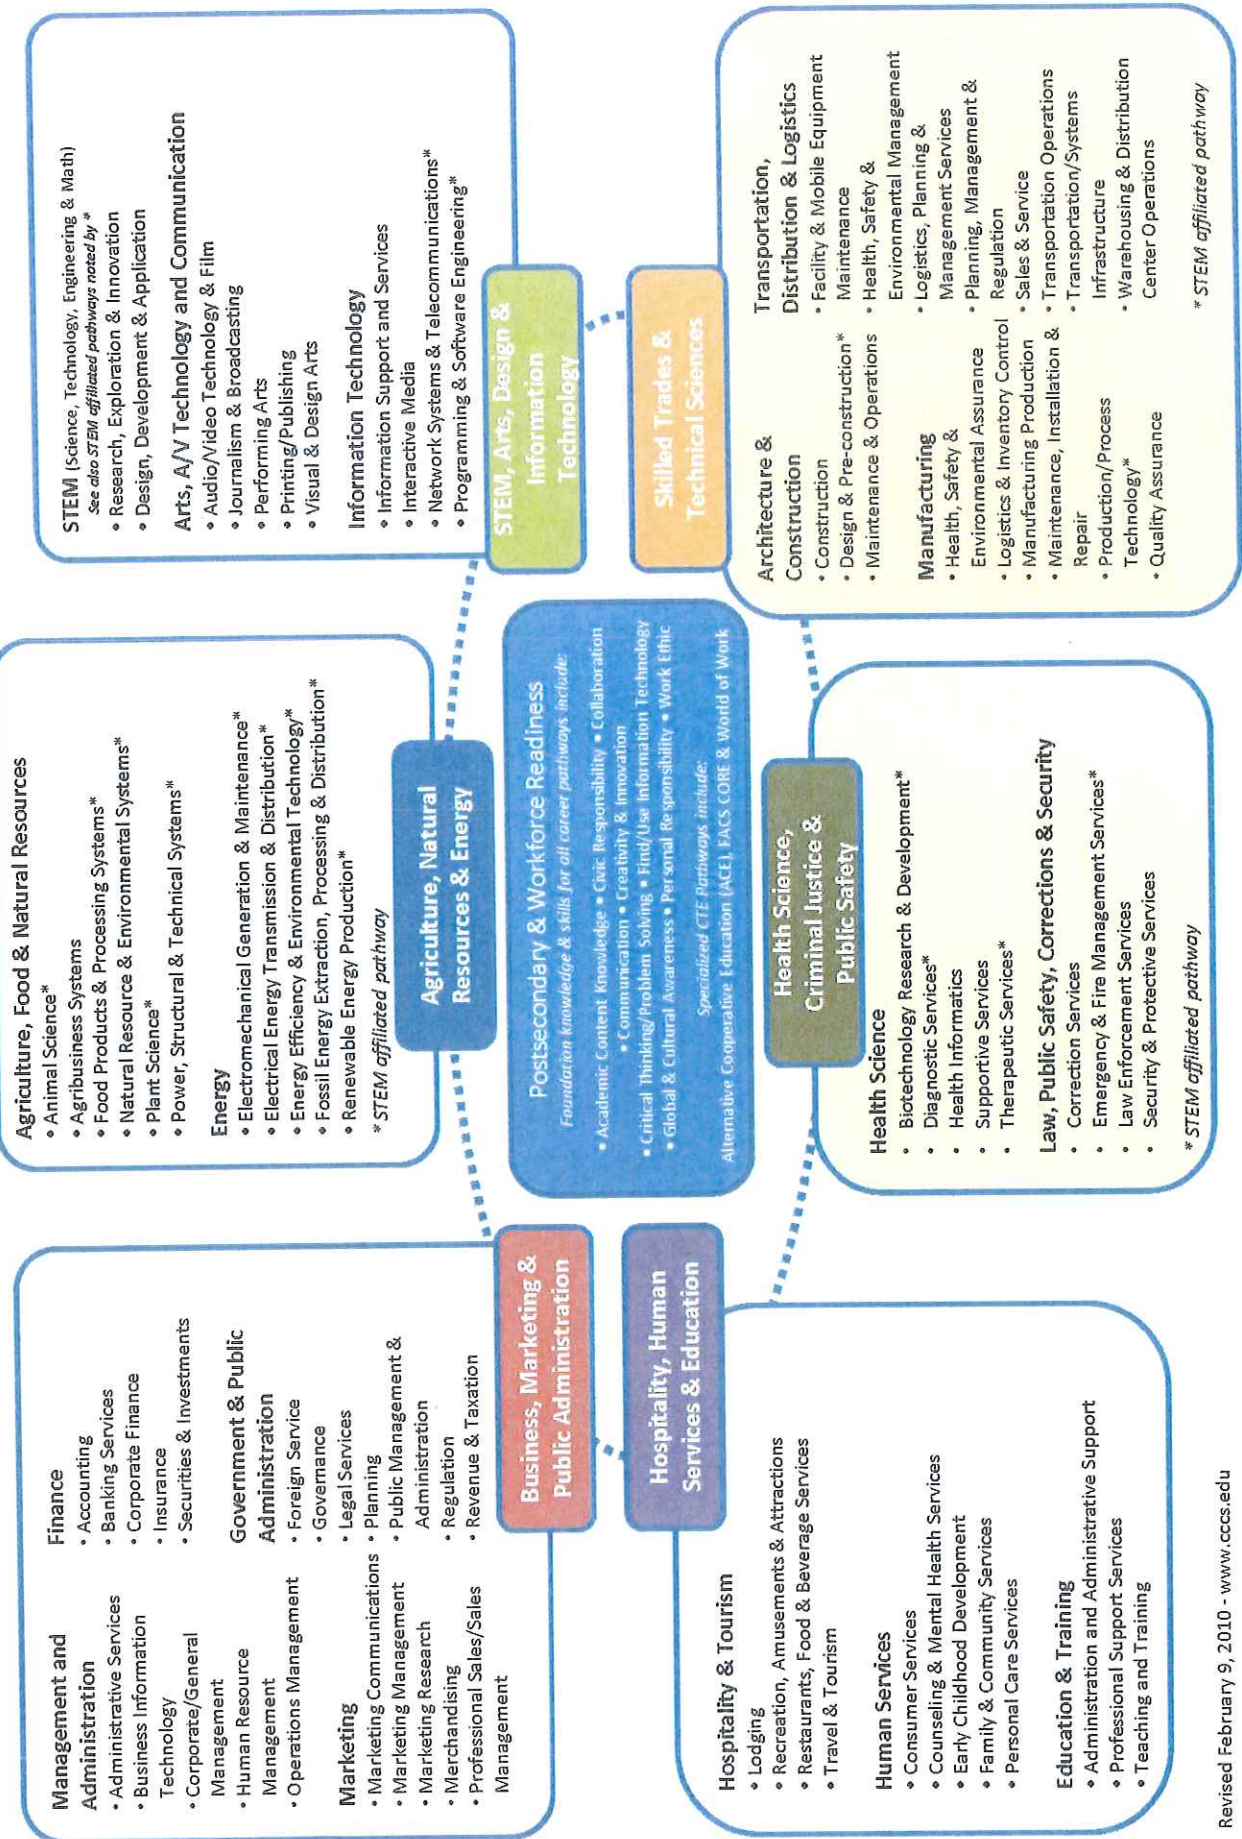 Management and
Administration
• Administrative Services
• Business Information
Technology
• Corporate/General
Management
• Human Resource
Management
• Operations Management
Marketing
• Marketing Communications
• Marketing Management
• Marketing Research
• Merchandising
• Professional Sales/Sales
Management
Finance
• Accounting
• Banking Services
• Corporate Finance
• Insurance
• Securities & Investments
Government & Public
Administration
• Foreign Service
• Governance
• Legal Services
• Planning
• Public Management &
Administration
• Regulation
• Revenue & Taxation
Business, Marketing &
Public Administration
Agriculture, Food & Natural Resources
• Animal Science*
• Agribusiness Systems
• Food Products & Processing Systems*
• Natural Resource & Environmental Systems*
• Plant Science*
• Power, Structural & Technical Systems*
Energy
• Electromechanical Generation & Maintenance*
• Electrical Energy Transmission & Distribution*
• Energy Efficiency & Environmental Technology*
• Fossil Energy Extraction, Processing & Distribution*
• Renewable Energy Production*
*STEM affiliated pathway
Agriculture, Natural
Resources & Energy
STEM (Science, Technology, Engineering & Math)
See also STEM affiliated pathways noted by *
• Research, Exploration & Innovation
• Design, Development & Application
Arts, A/V Technology and Communication
• Audio/Video Technology & Film
• Journalism & Broadcasting
• Performing Arts
• Printing/Publishing
• Visual & Design Arts
Information Technology
• Information Support and Services
• Interactive Media
• Network Systems & Telecommunications*
• Programming & Software Engineering*
STEM, Arts, Design &
Information
Technology
Postsecondary & Workforce Readiness
Foundation knowledge & skills for all career pathways include:
• Academic Content Knowledge • Civic Responsibility • Collaboration
• Communication • Creativity & Innovation
• Critical Thinking/Problem Solving • Find/Use Information Technology
• Global & Cultural Awareness • Personal Responsibility • Work Ethic
Specialized CTE Pathways include:
Alternative Cooperative Education (ACE), FACS CORE & World of Work
Hospitality, Human
Services & Education
Hospitality & Tourism
• Lodging
• Recreation, Amusements & Attractions
• Restaurants, Food & Beverage Services
• Travel & Tourism
Human Services
• Consumer Services
• Counseling & Mental Health Services
• Early Childhood Development
• Family & Community Services
• Personal Care Services
Education & Training
• Administration and Administrative Support
• Professional Support Services
• Teaching and Training
Health Science,
Criminal Justice &
Public Safety
Health Science
• Biotechnology Research & Development*
• Diagnostic Services*
• Health Informatics
• Supportive Services
• Therapeutic Services*
Law, Public Safety, Corrections & Security
• Correction Services
• Emergency & Fire Management Services*
• Law Enforcement Services
• Security & Protective Services
* STEM affiliated pathway
Skilled Trades &
Technical Sciences
Architecture &
Construction
• Construction
• Design & Pre-construction*
• Maintenance & Operations
Manufacturing
• Health, Safety &
Environmental Assurance
• Logistics & Inventory Control
• Manufacturing Production
• Maintenance, Installation &
Repair
• Production/Process
Technology*
• Quality Assurance
Transportation,
Distribution & Logistics
• Facility & Mobile Equipment
Maintenance
• Health, Safety &
Environmental Management
• Logistics, Planning &
Management Services
• Planning, Management &
Regulation
• Sales & Service
• Transportation Operations
• Transportation/Systems
Infrastructure
• Warehousing & Distribution
Center Operations
* STEM affiliated pathway
Revised February 9, 2010 - www.cccs.edu